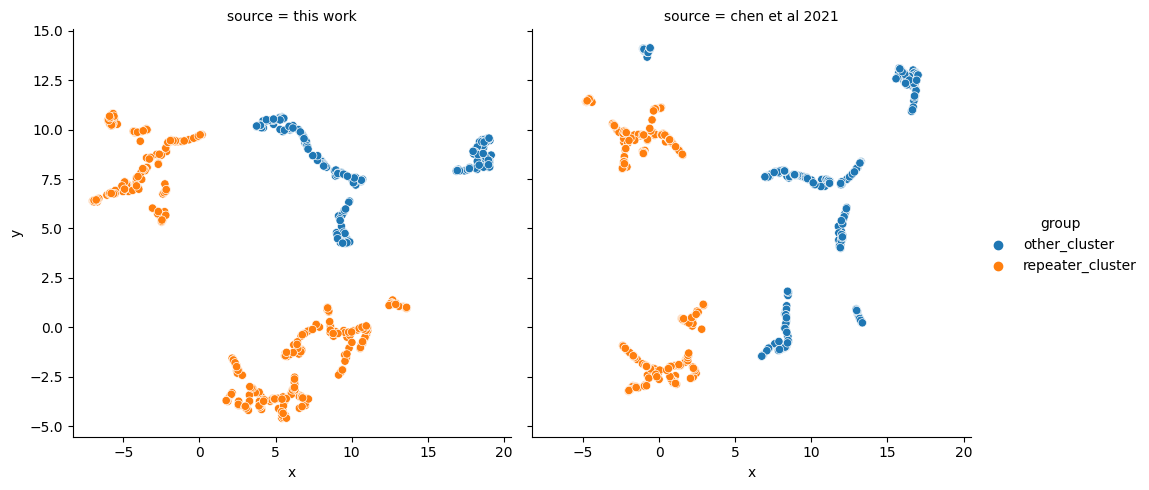 source = this work
source = chen et al 2021
15.0
12.5
10.0
7.5
5.0
2.5
0.0
−2.5
−5.0
y
−5
0
5
10
15
20
x
−5
0
5
10
15
20
x
group
other_cluster
repeater_cluster